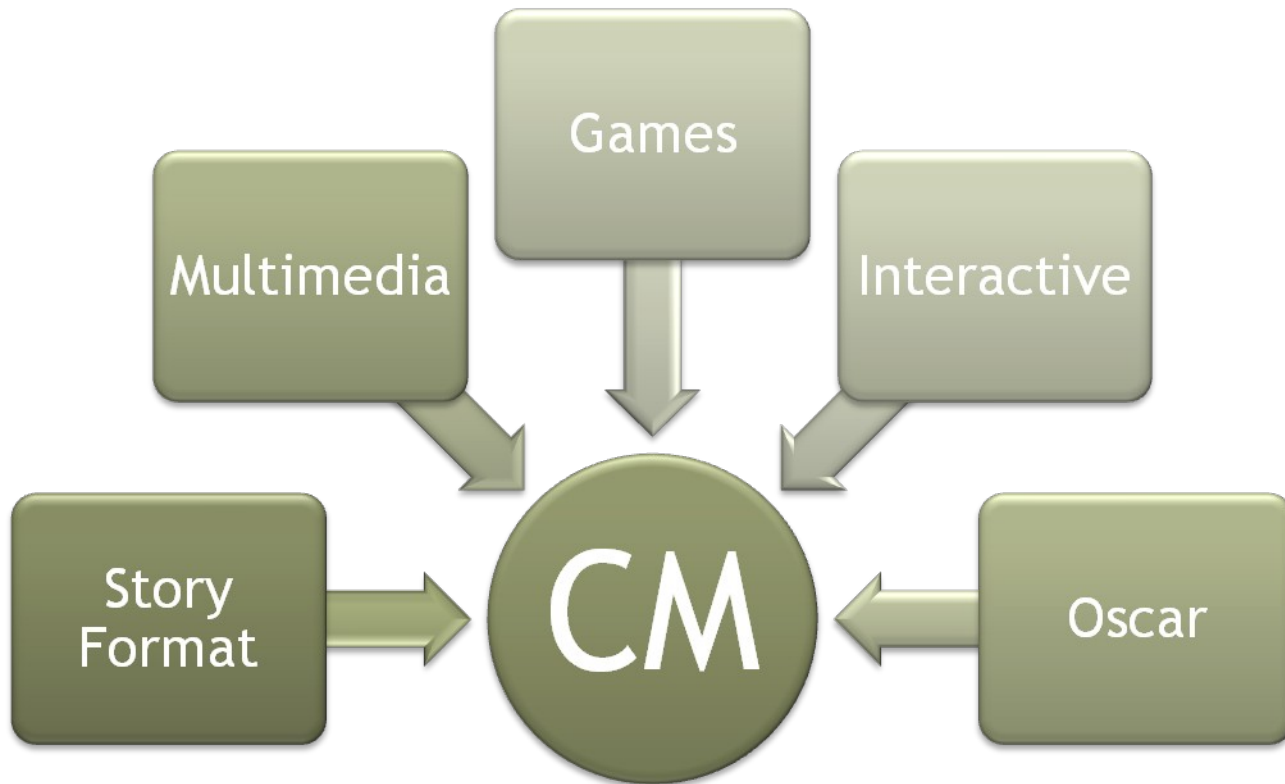 Games
Multimedia
Interactive
Story
Format
CM
Oscar